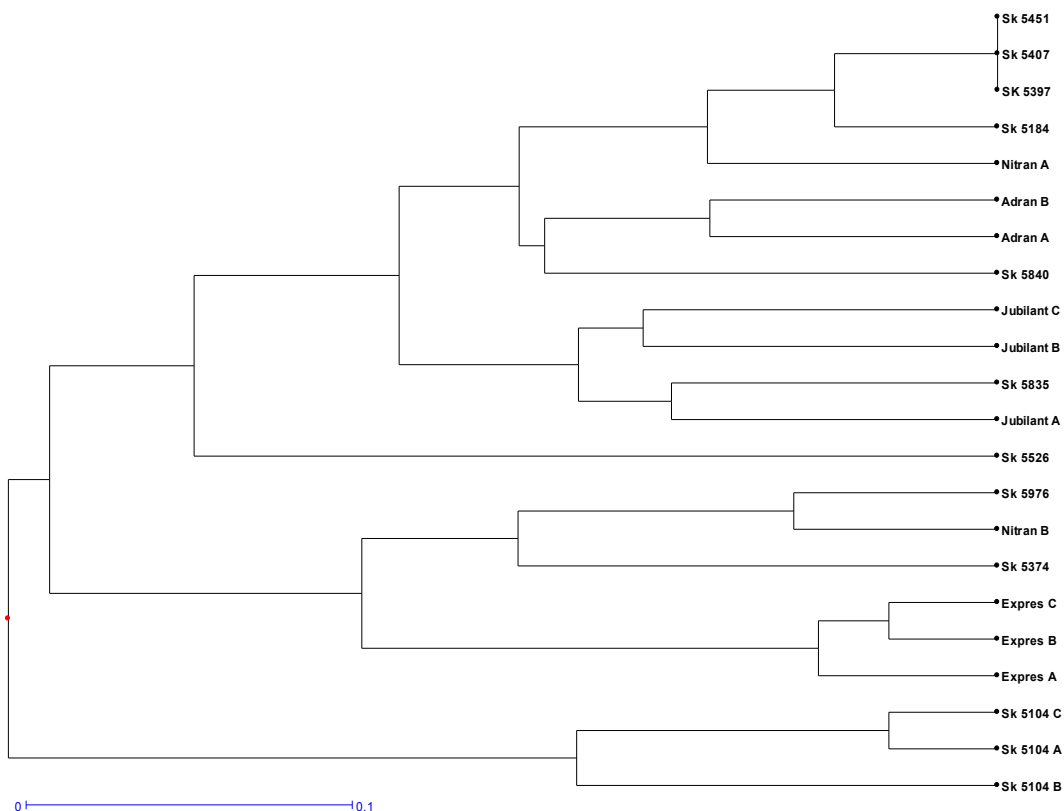 Sk 5451
Sk 5407
SK 5397
Sk 5184
Nitran A
Adran B
Adran A
Sk 5840
Jubilant C
Jubilant B
Sk 5835
Jubilant A
Sk 5526
Sk 5976
Nitran B
Sk 5374
Expres C
Expres B
Expres A
Sk 5104 C
Sk 5104 A
Sk 5104 B
0 0.1